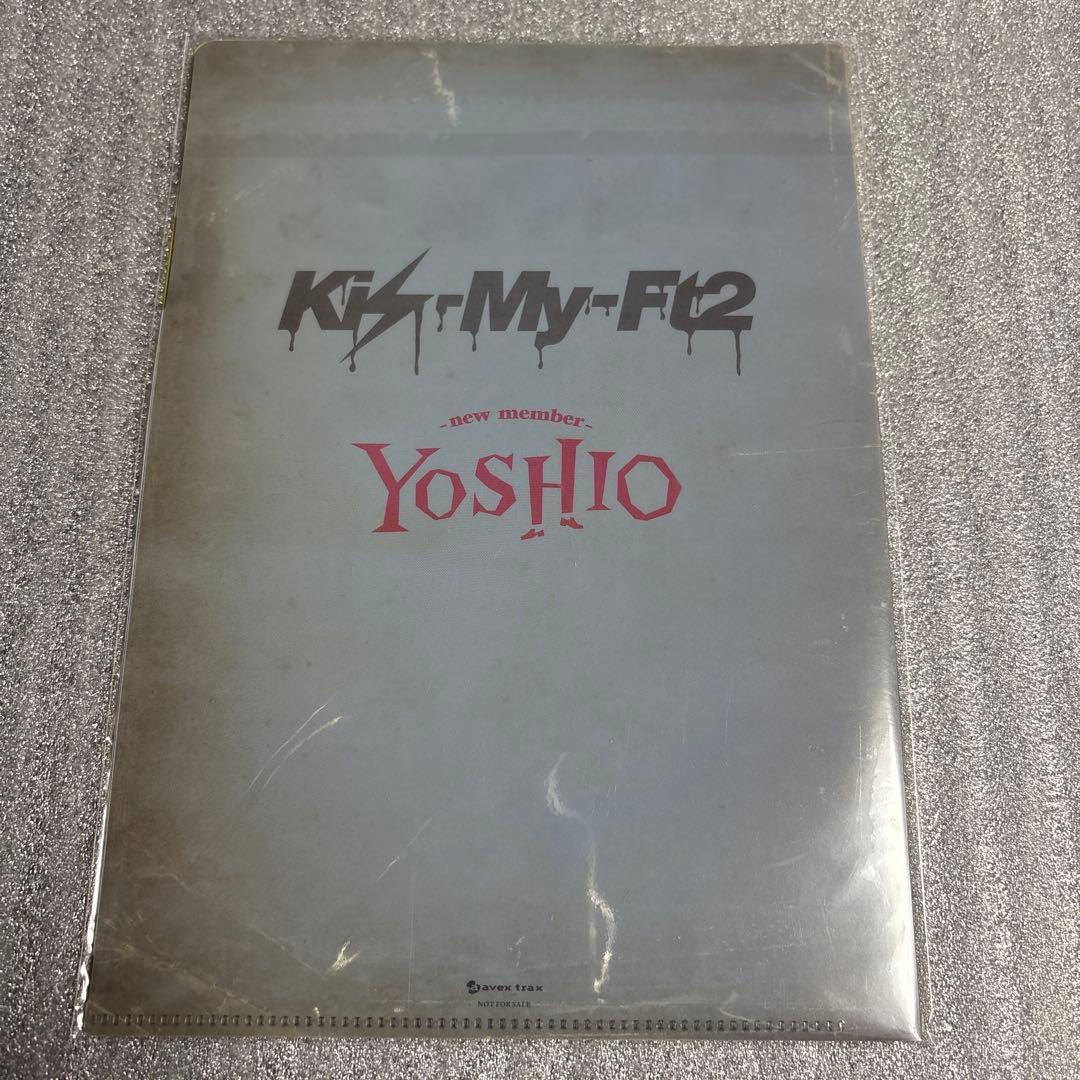 Kis-My-Ft2
-new member-
YOSHIO
avex trax
NOT FOR SALE